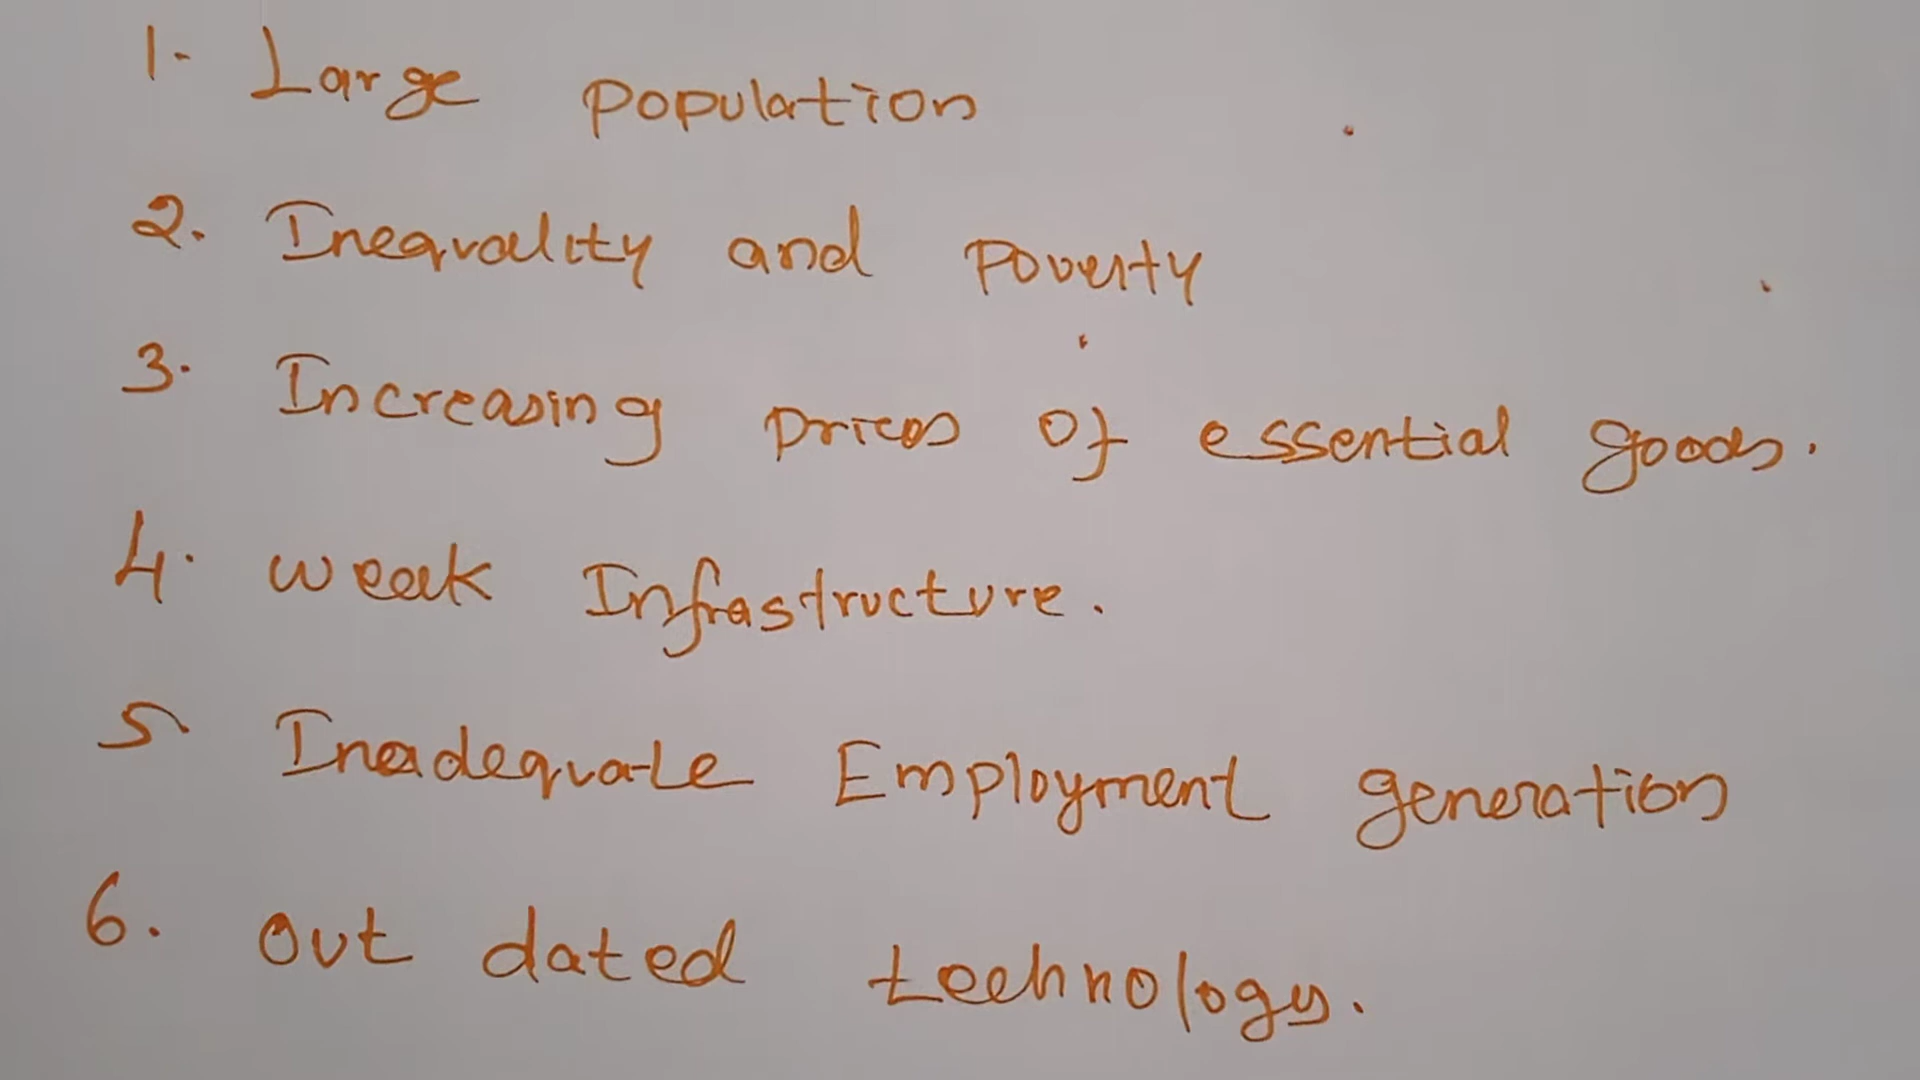 1. Large population
2. Inequality and Poverty
3. Increasing prices of essential goods.
4. weak Infrastructure.
5. Inadequate Employment generation
6. Out dated technology.